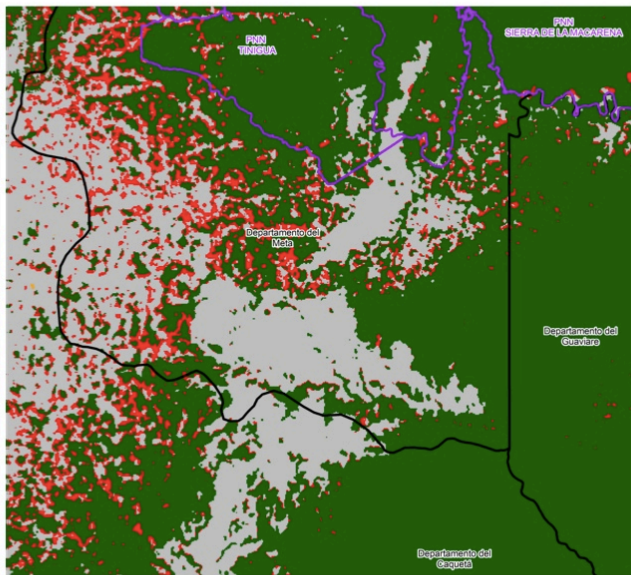 PNN
TINIGUA
PNN
SIERRA DE LA MACARENA
Departamento del
Meta
Departamento del
Guaviare
Departamento del
Caquetá